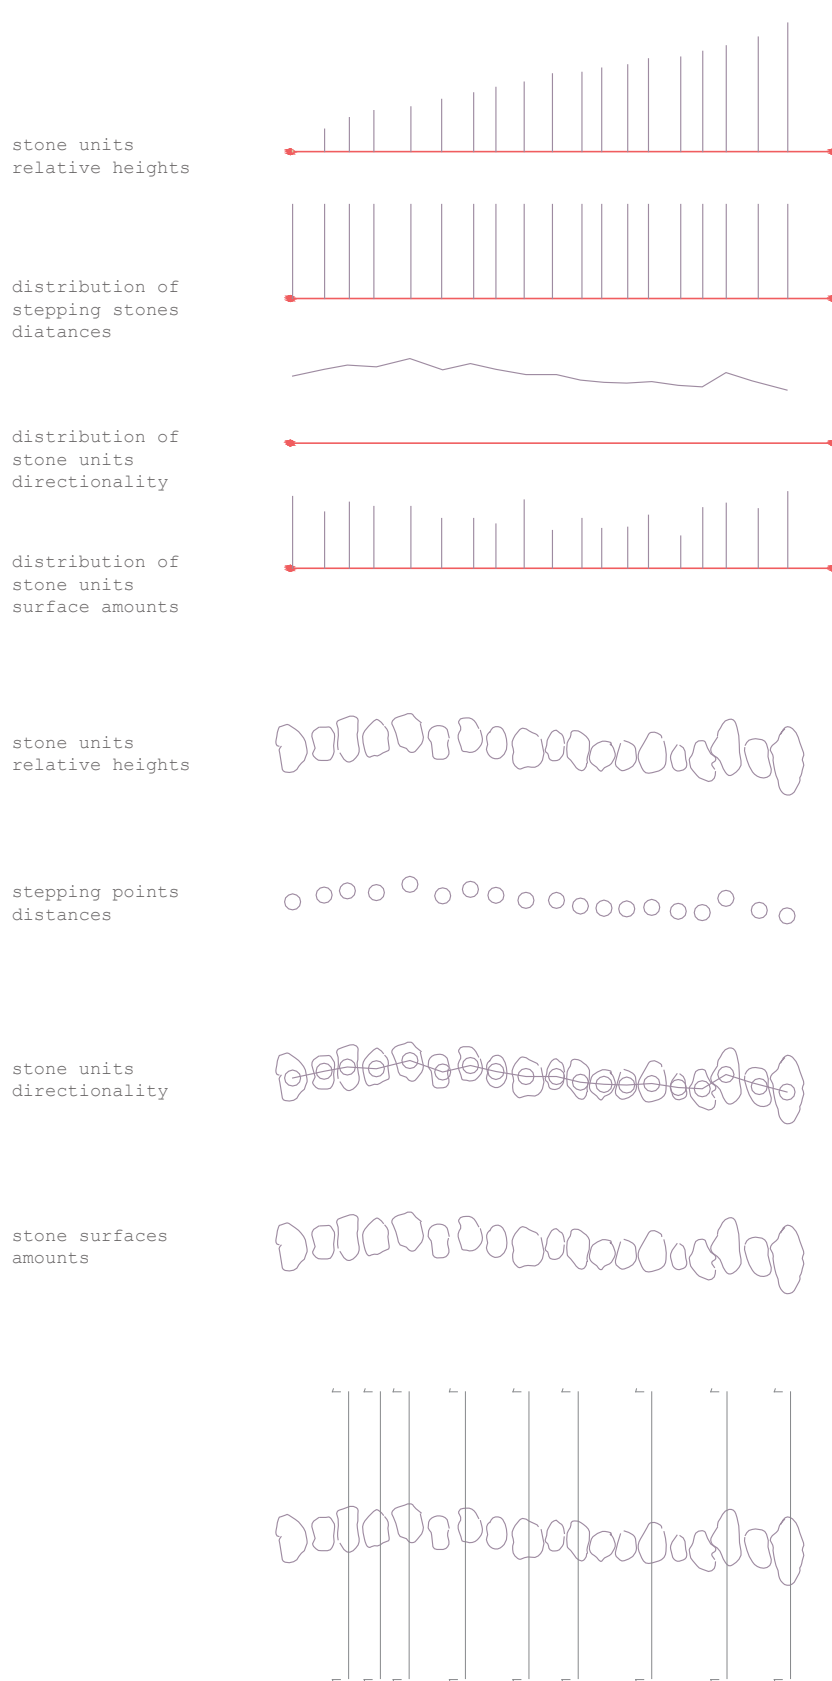 stone units
relative heights
distribution of
stepping stones
diatances
distribution of
stone units
directionality
distribution of
stone units
surface amounts
stone units
relative heights
stepping points
distances
stone units
directionality
stone surfaces
amounts